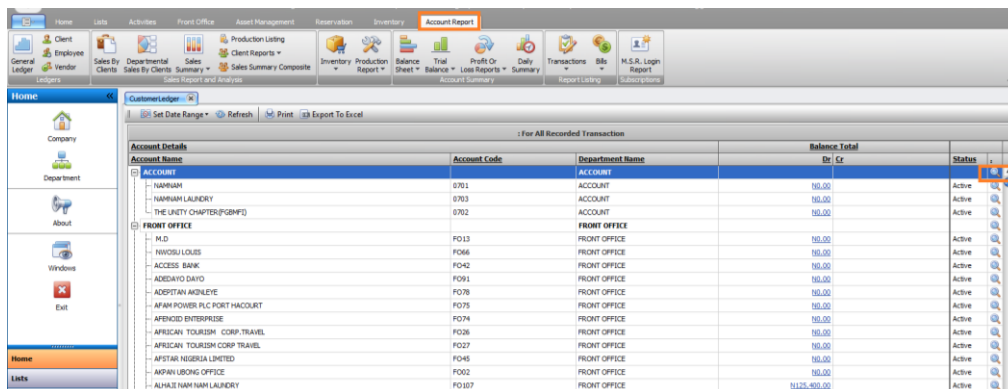 Home Lists Activities Front Office Asset Management Reservation Inventory Account Report
General Ledger
Client
Employee
Vendor
Ledgers
Sales By Clients
Departmental Sales By Clients
Sales Summary
Production Listing
Client Reports
Sales Summary Composite
Sales Report and Analysis
Inventory
Production Report
Balance Sheet
Trial Balance
Profit Or Loss Reports
Daily Summary
Account Summary
Transactions
Bills
Report Listing
M.S.R. Login Report
Subscriptions
Home «
CustomerLedger
Set Date Range Refresh Print Export To Excel
: For All Recorded Transaction
Account Details Balance Total
Account Name Account Code Department Name Dr Cr Status .
ACCOUNT ACCOUNT
NAMNAM 0701 ACCOUNT N0.00 Active
NAMNAM LAUNDRY 0703 ACCOUNT N0.00 Active
THE UNITY CHAPTER(FGBMFI) 0702 ACCOUNT N0.00 Active
FRONT OFFICE FRONT OFFICE
M.D FO13 FRONT OFFICE N0.00 Active
NWOSU LOUIS FO66 FRONT OFFICE N0.00 Active
ACCESS BANK FO42 FRONT OFFICE N0.00 Active
ADEDAYO DAYO FO91 FRONT OFFICE N0.00 Active
ADEPITAN AKINLEYE FO78 FRONT OFFICE N0.00 Active
AFAM POWER PLC PORT HACOURT FO75 FRONT OFFICE N0.00 Active
AFENOID ENTERPRISE FO74 FRONT OFFICE N0.00 Active
AFRICAN TOURISM CORP.TRAVEL FO26 FRONT OFFICE N0.00 Active
AFRICAN TOURISM CORP TRAVEL FO27 FRONT OFFICE N0.00 Active
AFSTAR NIGERIA LIMITED FO45 FRONT OFFICE N0.00 Active
AKPAN UBONG OFFICE FO02 FRONT OFFICE N0.00 Active
ALHAJI NAM NAM LAUNDRY FO107 FRONT OFFICE N125,400.00 Active
Company
Department
About
Windows
Exit
Home
Lists